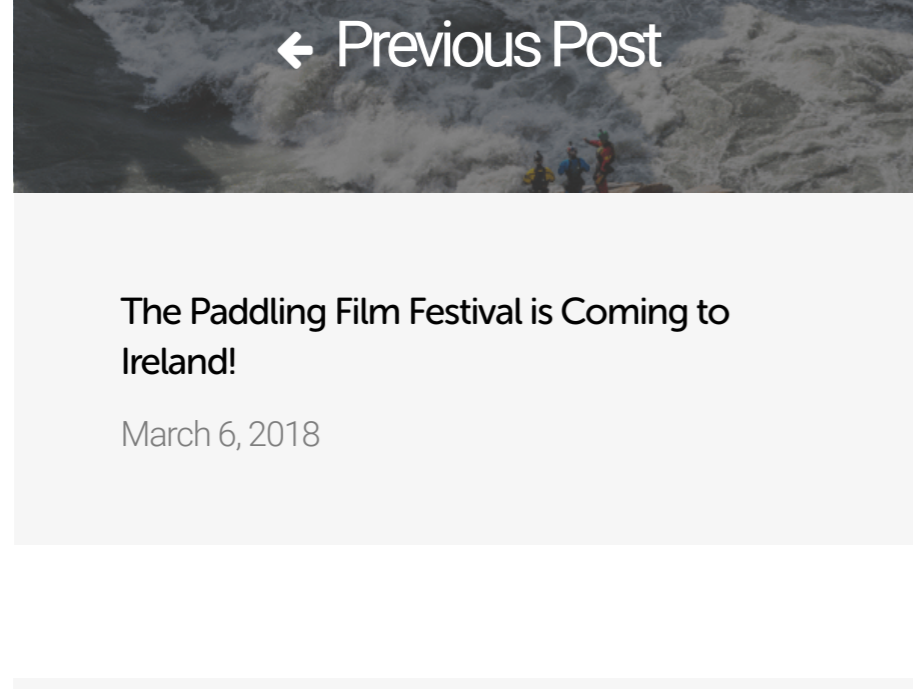 ← Previous Post
The Paddling Film Festival is Coming to
Ireland!
March 6, 2018